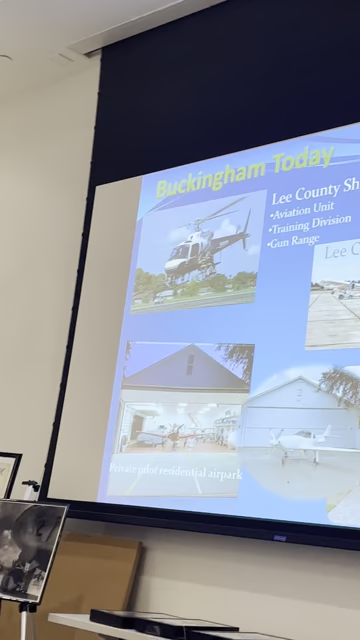 Buckingham Today
Lee County Sh
•Aviation Unit
•Training Division
•Gun Range
Lee C
Private pilot residential airpark